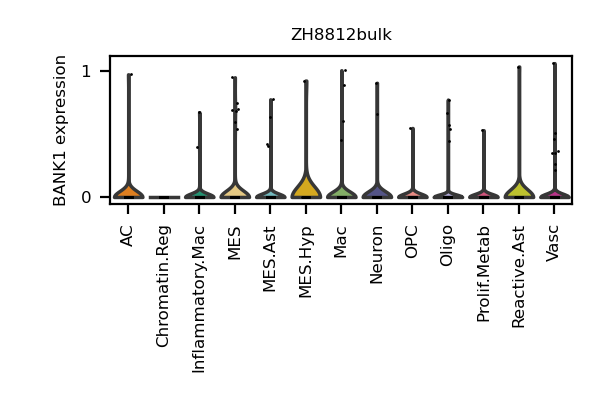 ZH8812bulk
BANK1 expression
1
0
AC
Chromatin.Reg
Inflammatory.Mac
MES
MES.Ast
MES.Hyp
Mac
Neuron
OPC
Oligo
Prolif.Metab
Reactive.Ast
Vasc